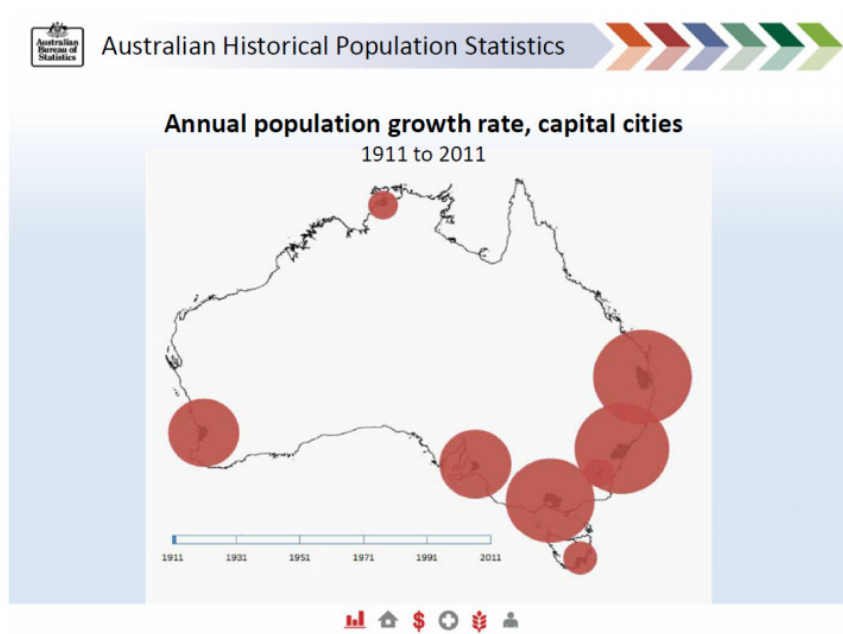 Australian
Bureau of
Statistics
Australian Historical Population Statistics
Annual population growth rate, capital cities
1911 to 2011
1911 1931 1951 1971 1991 2011
$